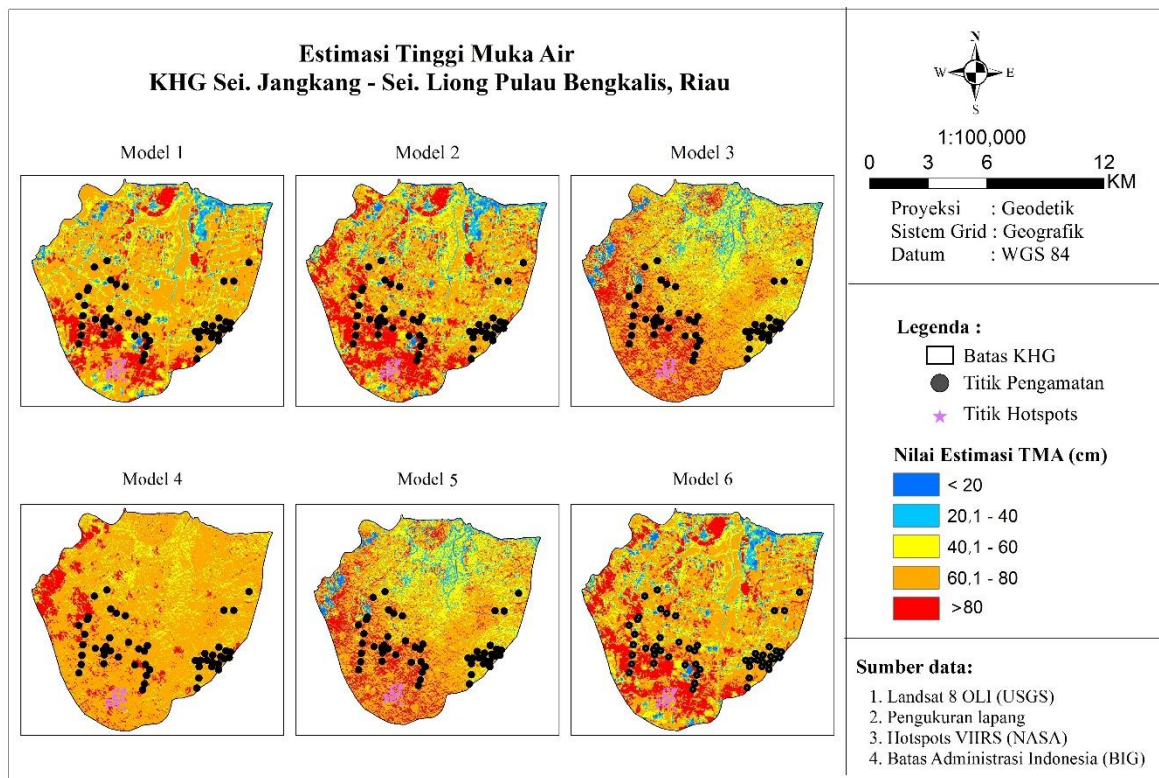 Estimasi Tinggi Muka Air
KHG Sei. Jangkang - Sei. Liong Pulau Bengkalis, Riau
Model 1
Model 2
Model 3
Model 4
Model 5
Model 6
N
W
E
S
1:100,000
0 3 6 12
KM
Proyeksi : Geodetik
Sistem Grid : Geografik
Datum : WGS 84
Legenda :
Batas KHG
Titik Pengamatan
Titik Hotspots
Nilai Estimasi TMA (cm)
< 20
20,1 - 40
40,1 - 60
60,1 - 80
>80
Sumber data:
1. Landsat 8 OLI (USGS)
2. Pengukuran lapang
3. Hotspots VIIRS (NASA)
4. Batas Administrasi Indonesia (BIG)